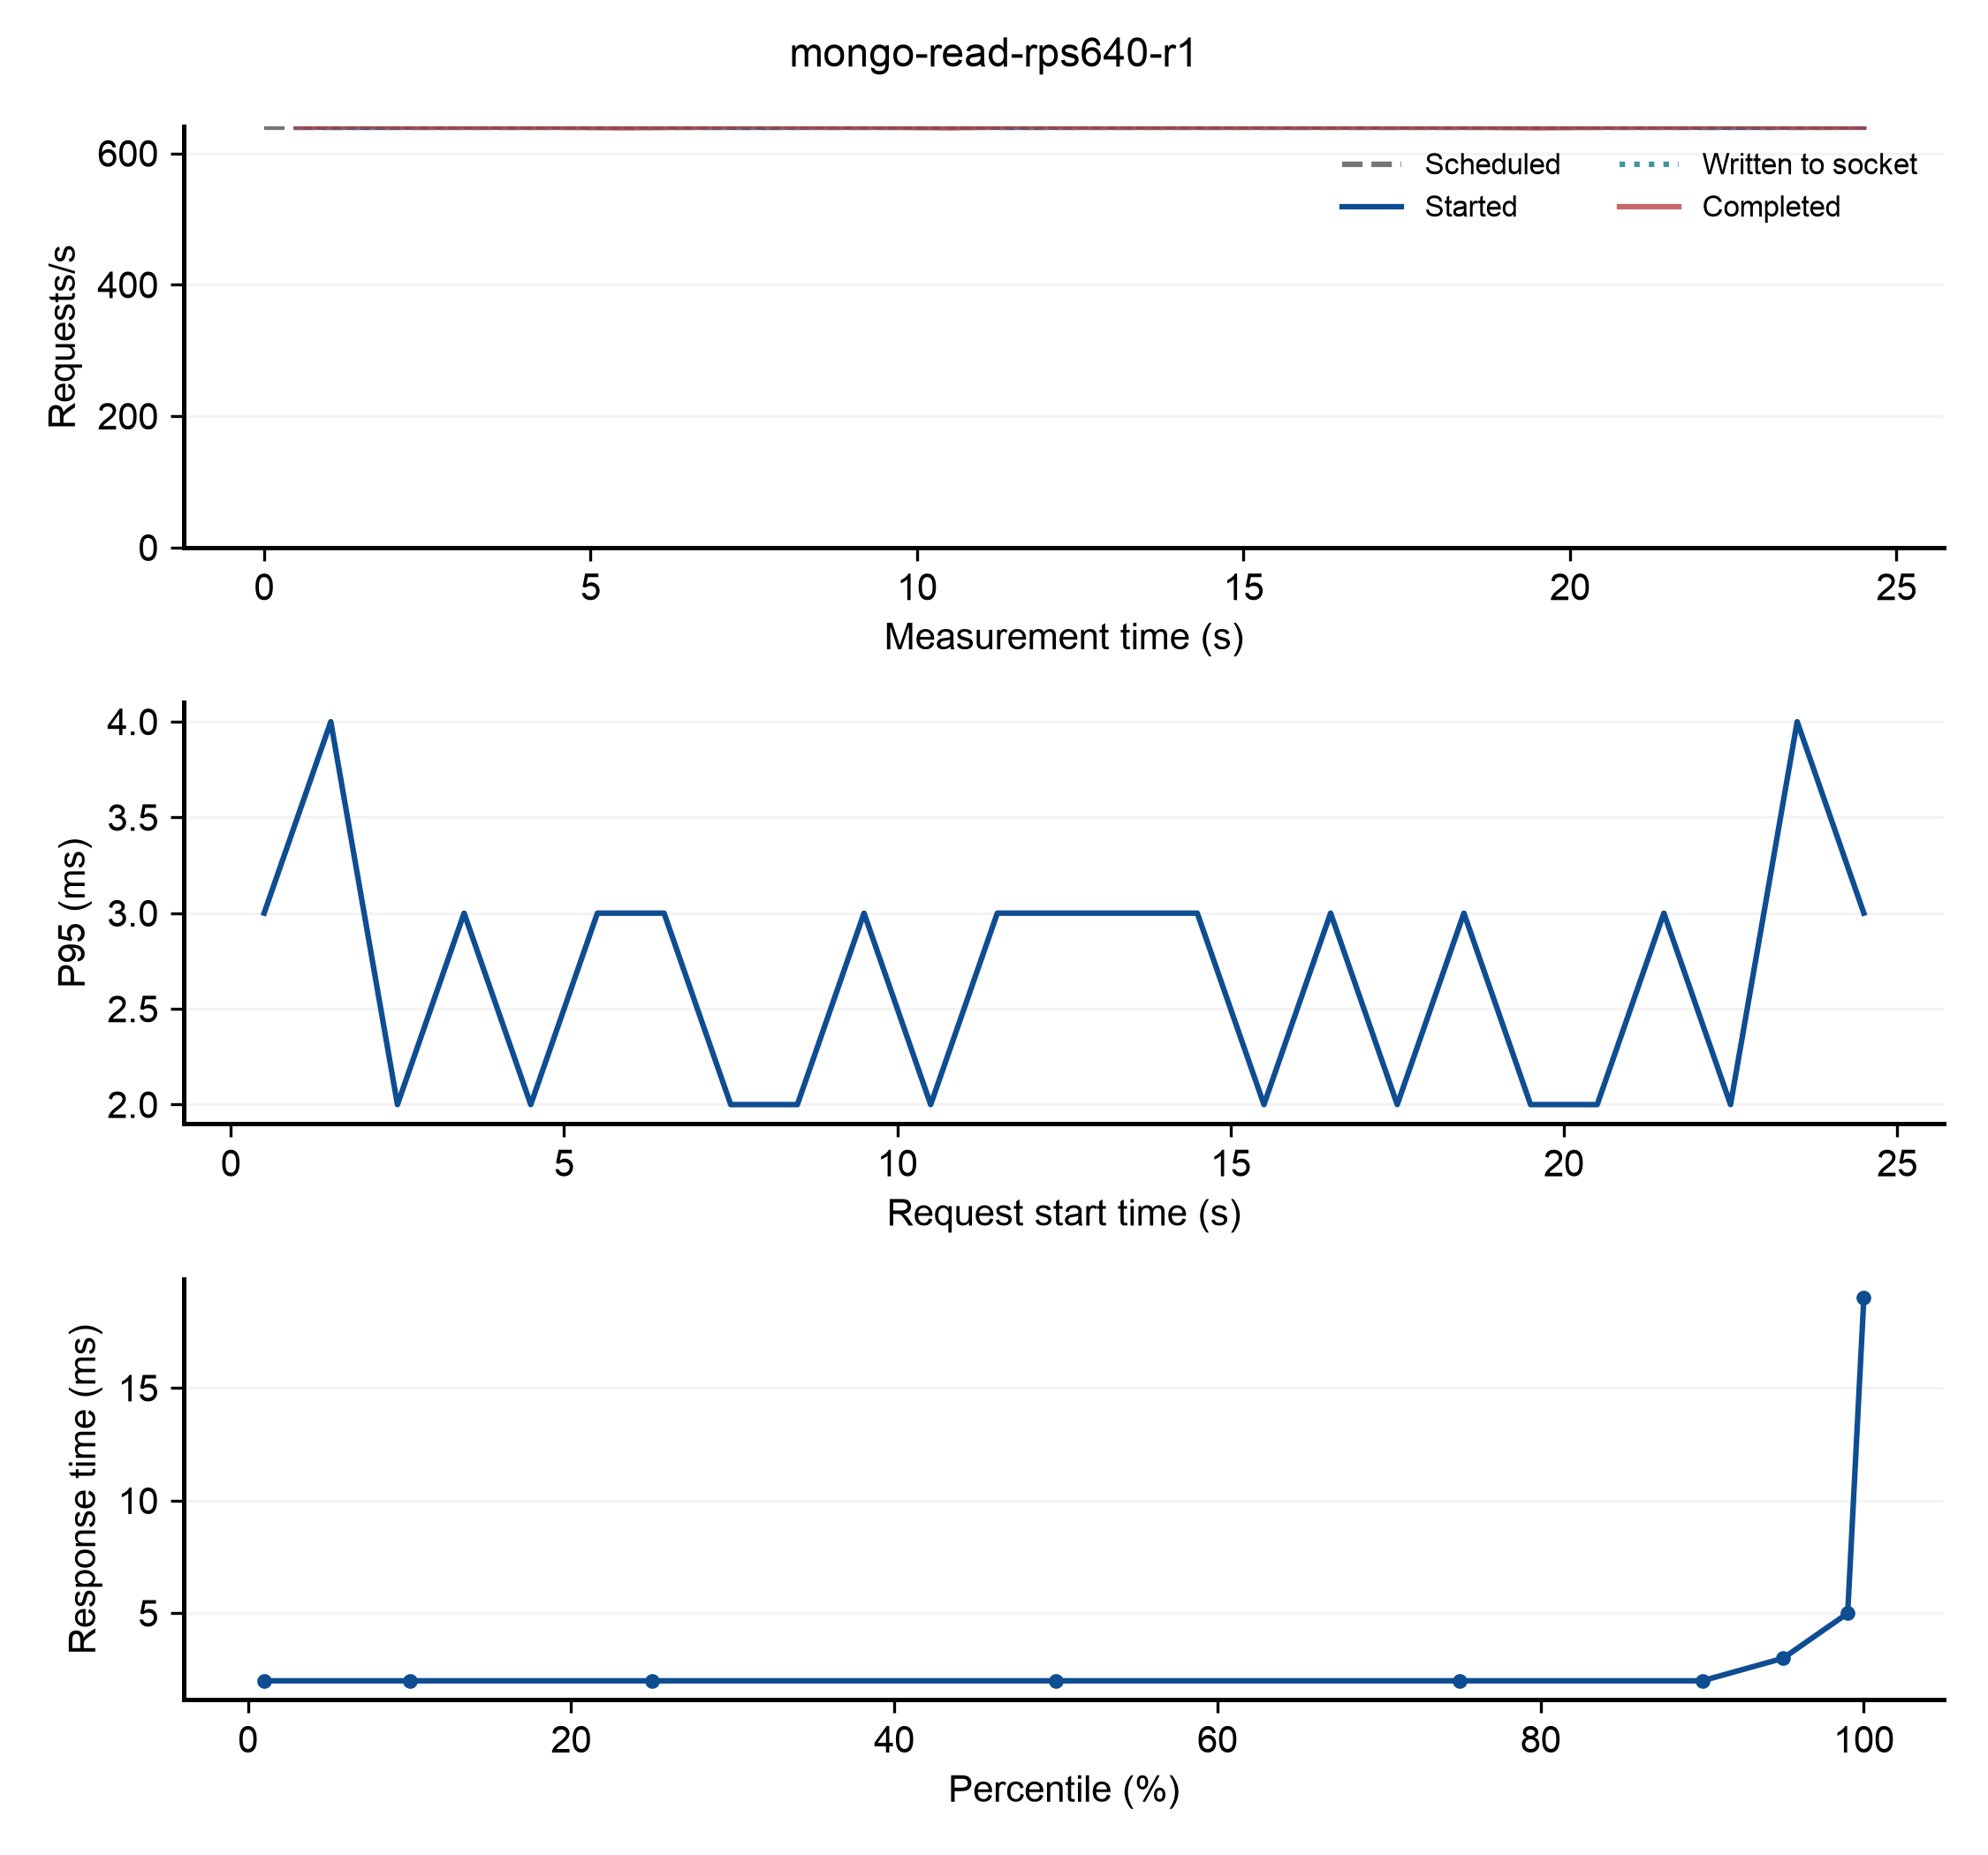 mongo-read-rps640-r1
600
400
200
0
Requests/s
Scheduled
Written to socket
Started
Completed
0 5 10 15 20 25
Measurement time (s)
4.0
3.5
3.0
2.5
2.0
P95 (ms)
0 5 10 15 20 25
Request start time (s)
15
10
5
Response time (ms)
0 20 40 60 80 100
Percentile (%)